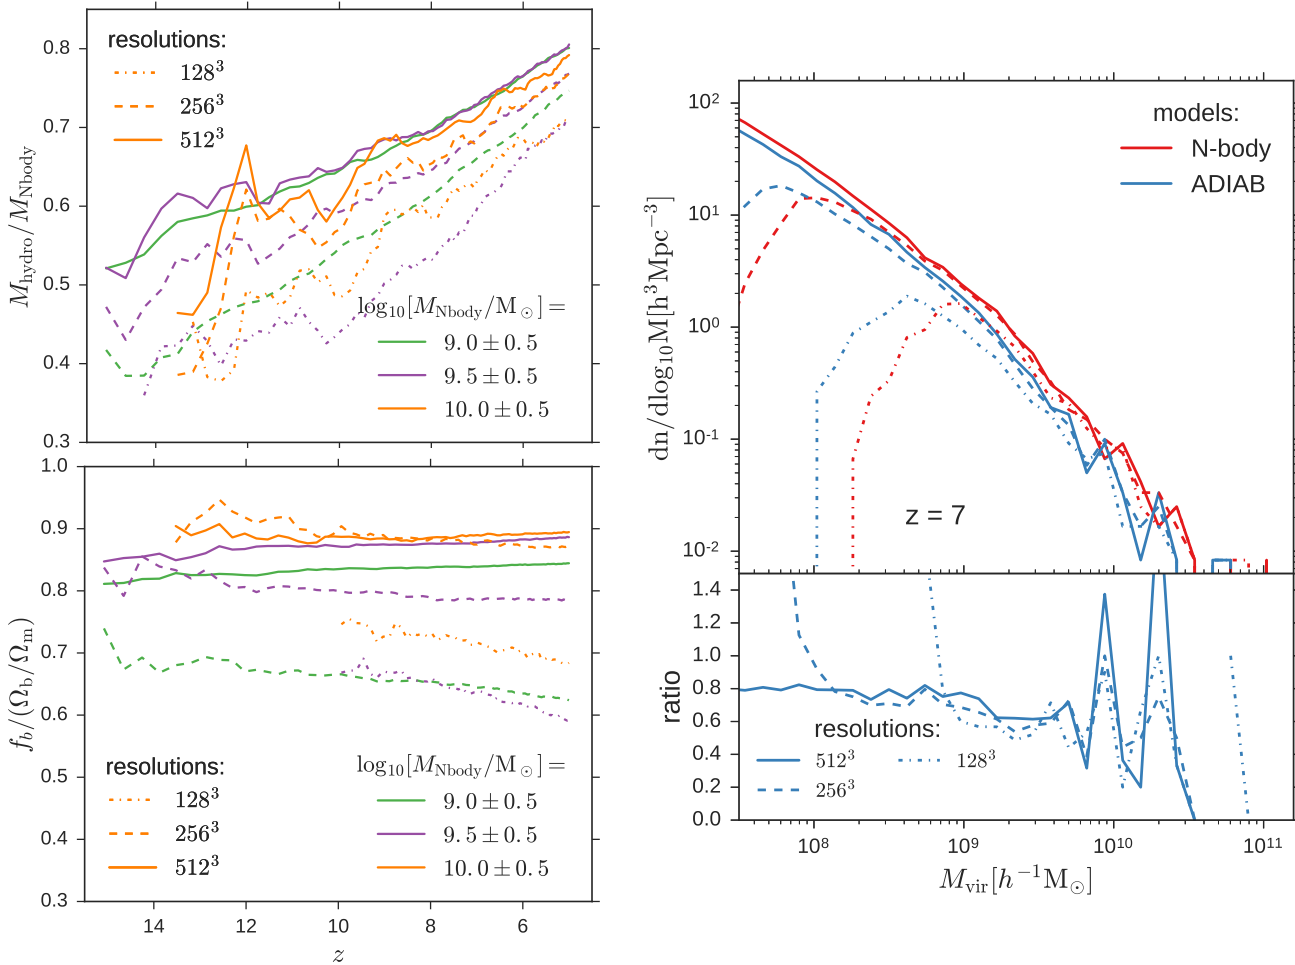 resolutions:
128³
256³
512³
0.8
0.7
0.6
0.5
0.4
0.3
M_hydro/M_Nbody
log₁₀[M_Nbody/M⊙] =
9.0 ± 0.5
9.5 ± 0.5
10.0 ± 0.5
1.0
0.9
0.8
0.7
0.6
0.5
0.4
0.3
f_b/(Ω_b/Ω_m)
resolutions:
128³
256³
512³
log₁₀[M_Nbody/M⊙] =
9.0 ± 0.5
9.5 ± 0.5
10.0 ± 0.5
14 12 10 8 6
z
10²
10¹
10⁰
10⁻¹
10⁻²
dn/dlog₁₀M[h³Mpc⁻³]
models:
N-body
ADIAB
z = 7
1.4
1.2
1.0
0.8
0.6
0.4
0.2
0.0
ratio
resolutions:
512³ 128³
256³
10⁸ 10⁹ 10¹⁰ 10¹¹
M_vir[h⁻¹M⊙]